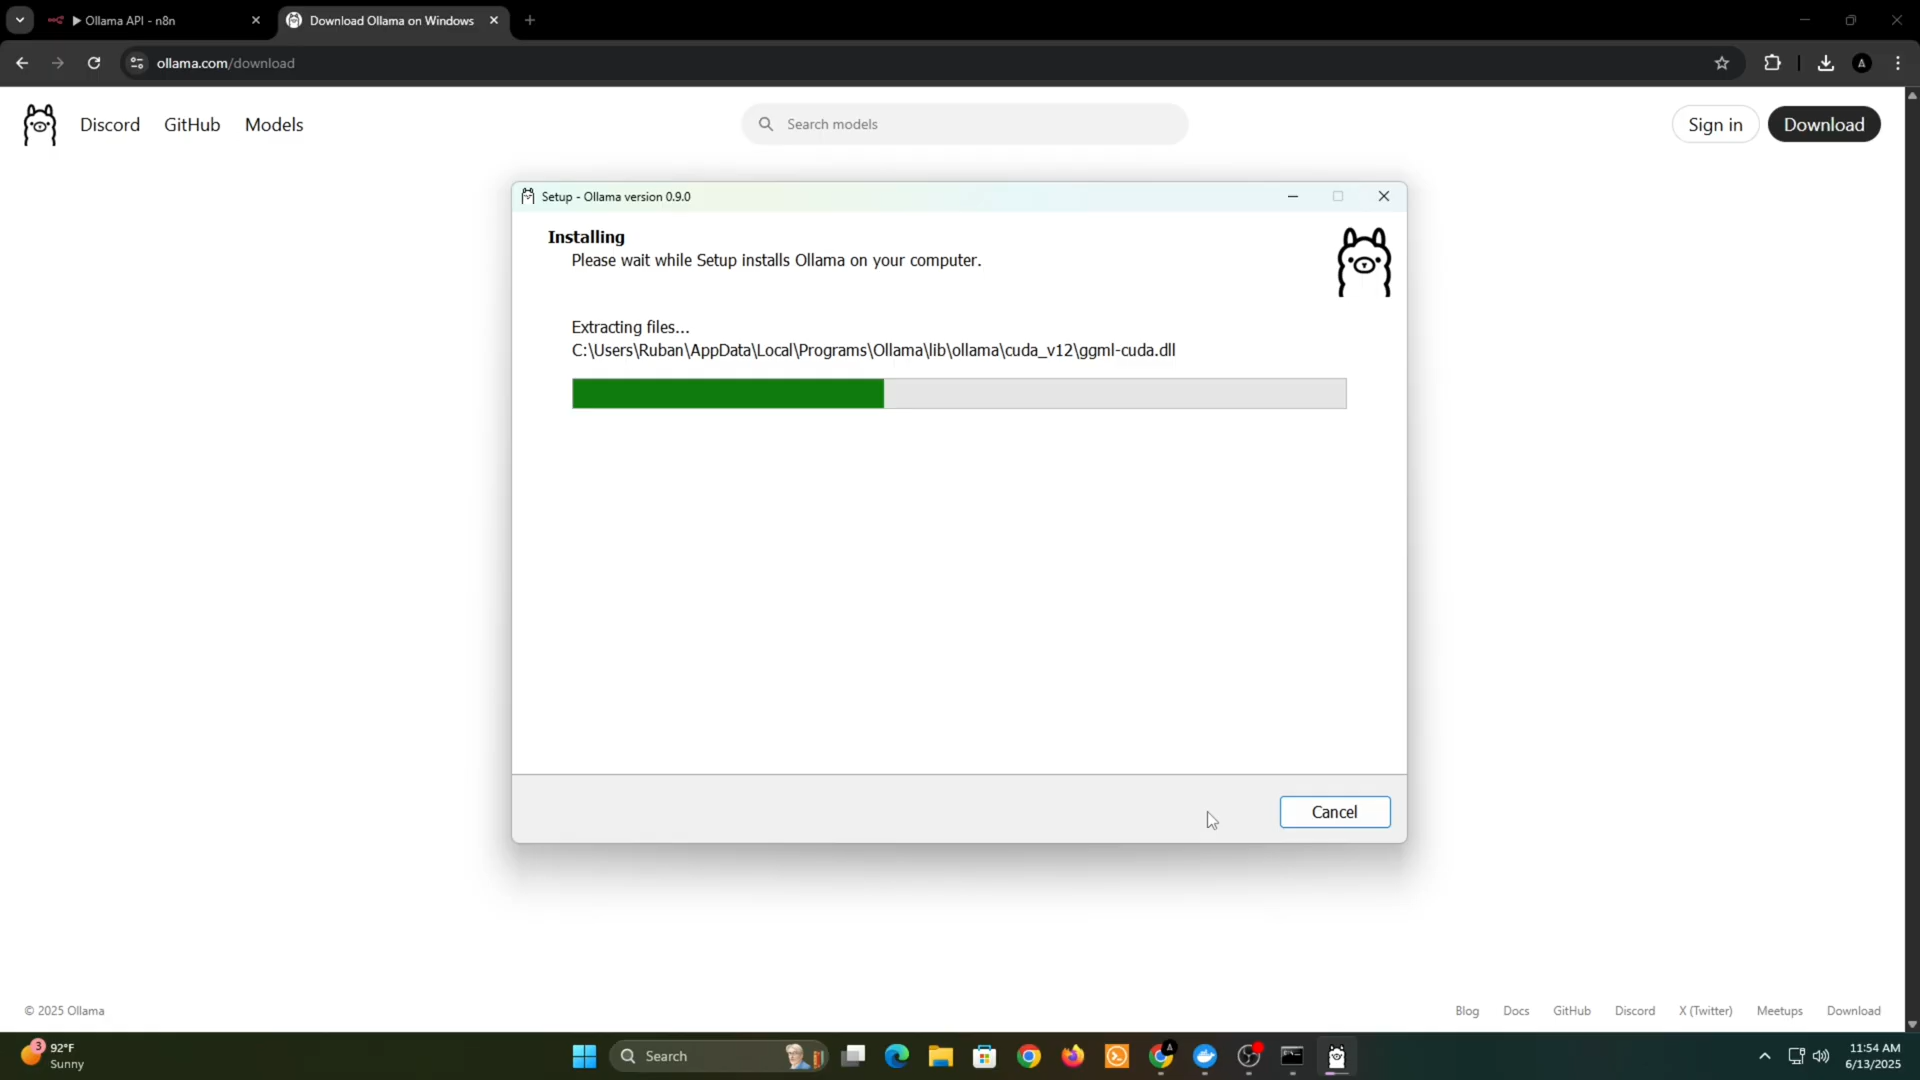 ▶ Ollama API - n8n
Download Ollama on Windows
ollama.com/download
Discord
GitHub
Models
Search models
Sign in
Download
Setup - Ollama version 0.9.0
Installing
Please wait while Setup installs Ollama on your computer.
Extracting files...
C:\Users\Ruban\AppData\Local\Programs\Ollama\lib\ollama\cuda_v12\ggml-cuda.dll
Cancel
© 2025 Ollama
Blog
Docs
GitHub
Discord
X (Twitter)
Meetups
Download
3
92°F
Sunny
Search
11:54 AM
6/13/2025